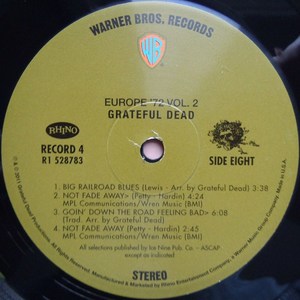 WARNER BROS. RECORDS
WB
EUROPE '72 VOL. 2
GRATEFUL DEAD
RHINO
RECORD 4
R1 528783
SIDE EIGHT
1. BIG RAILROAD BLUES (Lewis - Arr. by Grateful Dead) 3:38
2. NOT FADE AWAY> (Petty - Hardin) 4:24
MPL Communications/Wren Music (BMI)
3. GOIN' DOWN THE ROAD FEELING BAD> 6:08
(Trad. Arr. by Grateful Dead)
4. NOT FADE AWAY (Petty - Hardin) 2:45
MPL Communications/Wren Music (BMI)
All selections published by Ice Nine Pub. Co. - ASCAP
except as indicated.
STEREO